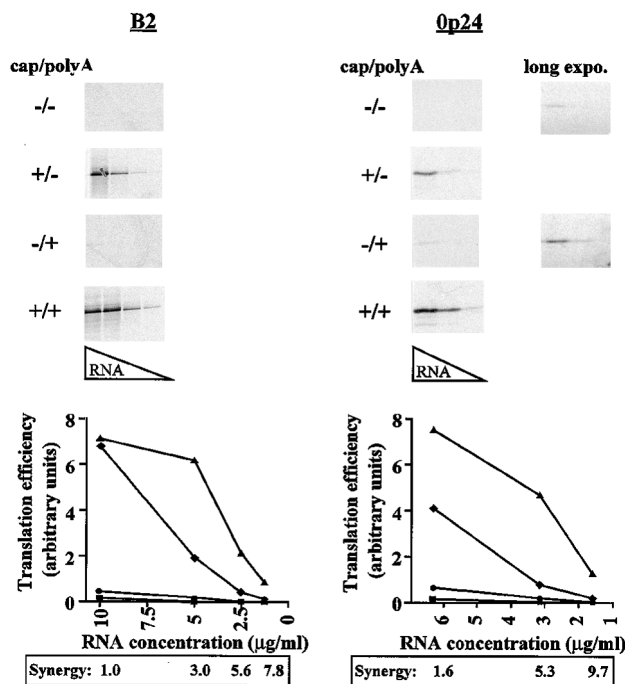 B2
cap/polyA
-/-
+/-
-/+
+/+
RNA
Translation efficiency
(arbitrary units)
8
6
4
2
0
10
7.5
5
2.5
0
RNA concentration (µg/ml)
Synergy: 1.0 3.0 5.6 7.8
0p24
cap/polyA
long expo.
-/-
+/-
-/+
+/+
RNA
Translation efficiency
(arbitrary units)
8
6
4
2
0
6
5
4
3
2
1
RNA concentration (µg/ml)
Synergy: 1.6 5.3 9.7